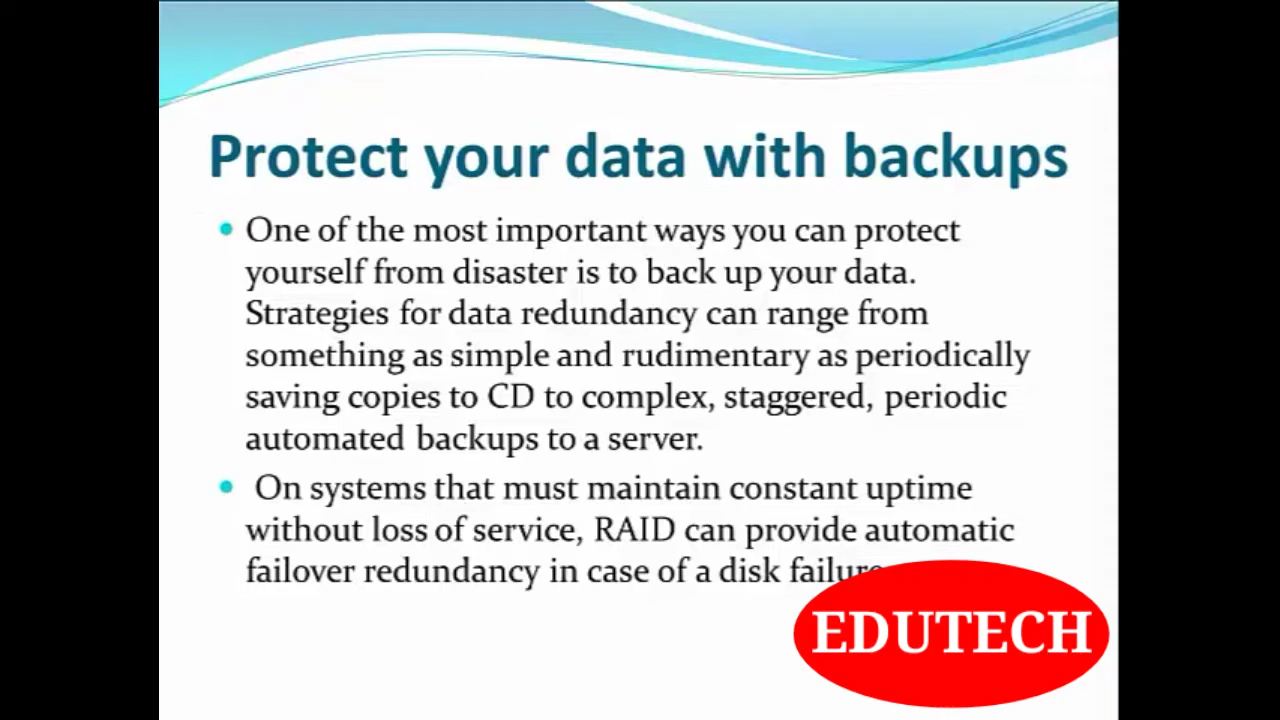 Protect your data with backups
One of the most important ways you can protect
yourself from disaster is to back up your data.
Strategies for data redundancy can range from
something as simple and rudimentary as periodically
saving copies to CD to complex, staggered, periodic
automated backups to a server.
On systems that must maintain constant uptime
without loss of service, RAID can provide automatic
failover redundancy in case of a disk failure
EDUTECH